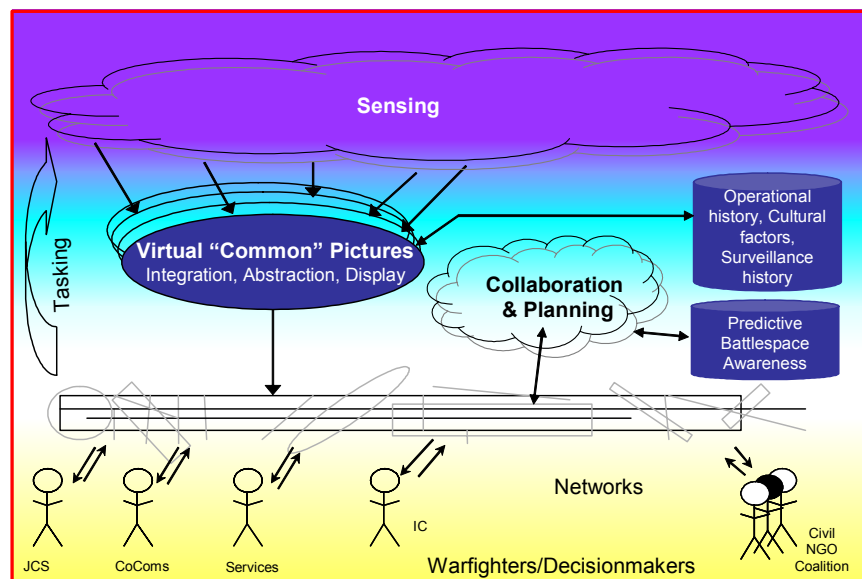 Sensing
Tasking
Virtual “Common” Pictures
Integration, Abstraction, Display
Operational
history, Cultural
factors,
Surveillance
history
Collaboration
& Planning
Predictive
Battlespace
Awareness
Networks
JCS
CoComs
Services
IC
Warfighters/Decisionmakers
Civil
NGO
Coalition